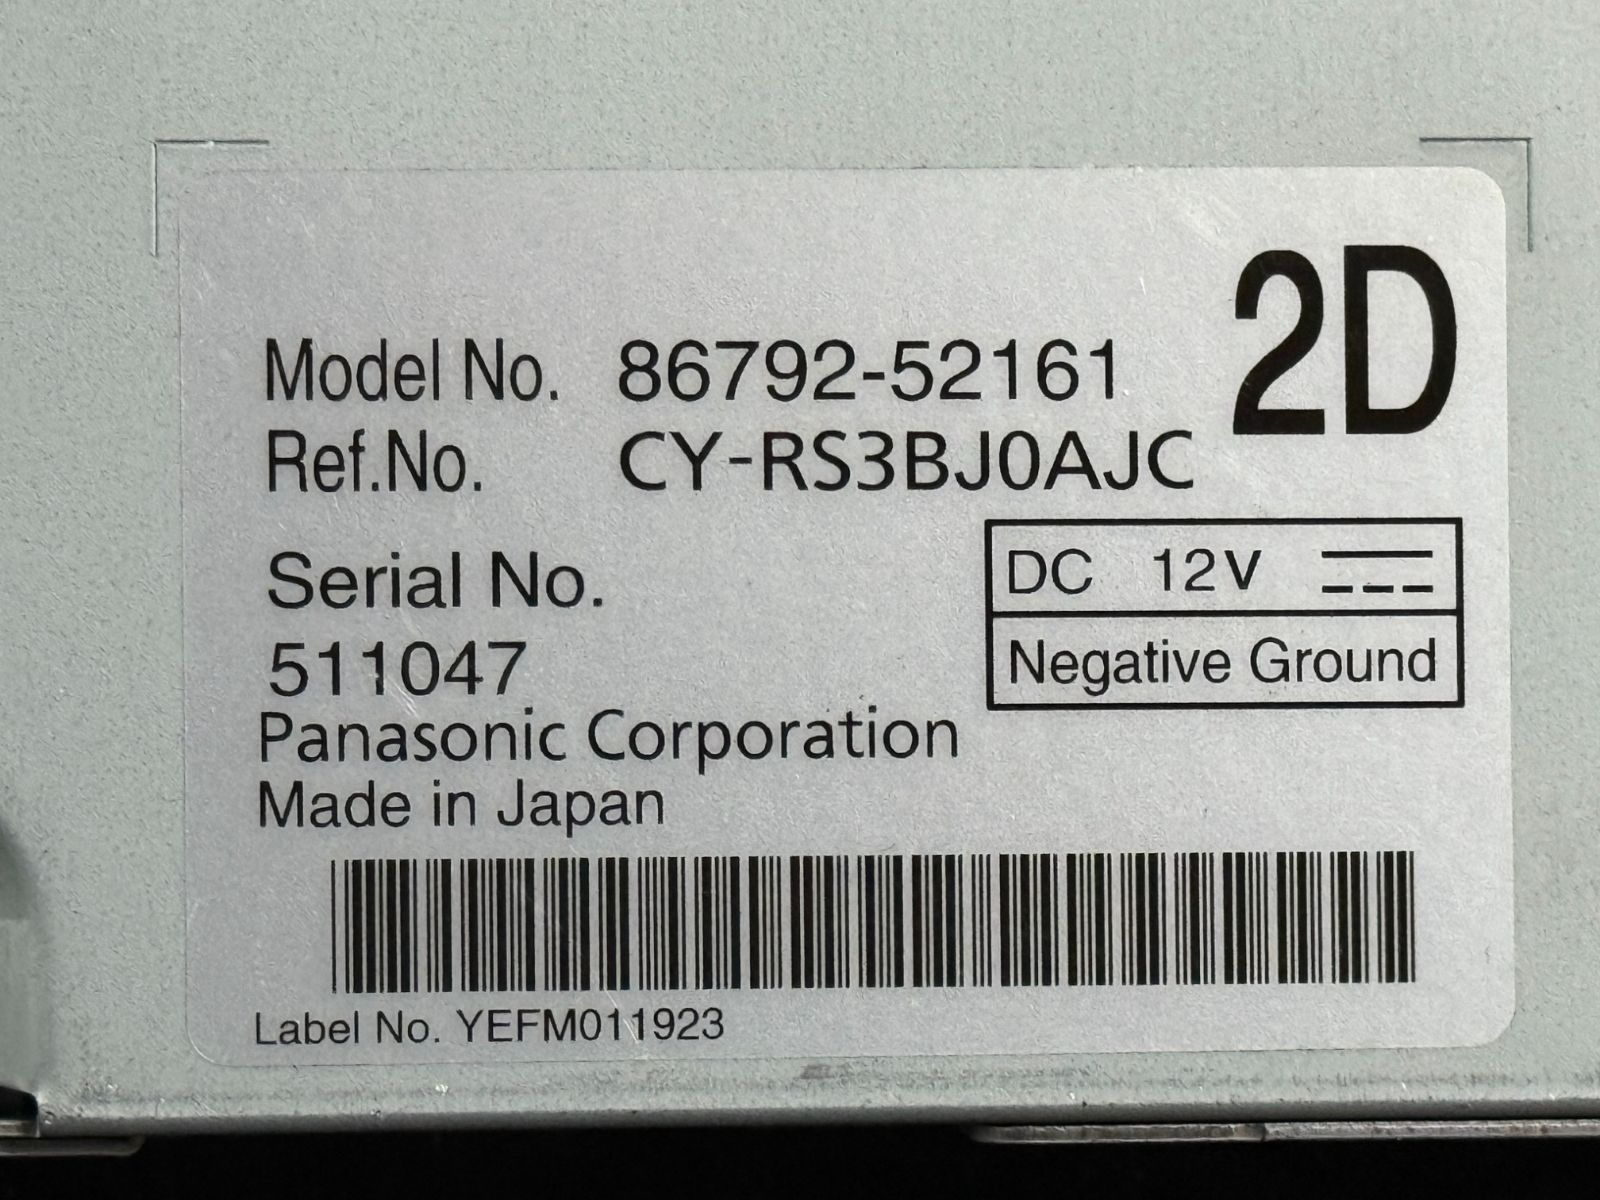 2D
Model No. 86792-52161
Ref.No. CY-RS3BJ0AJC
Serial No.
511047
DC 12V
Negative Ground
Panasonic Corporation
Made in Japan
Label No. YEFM011923